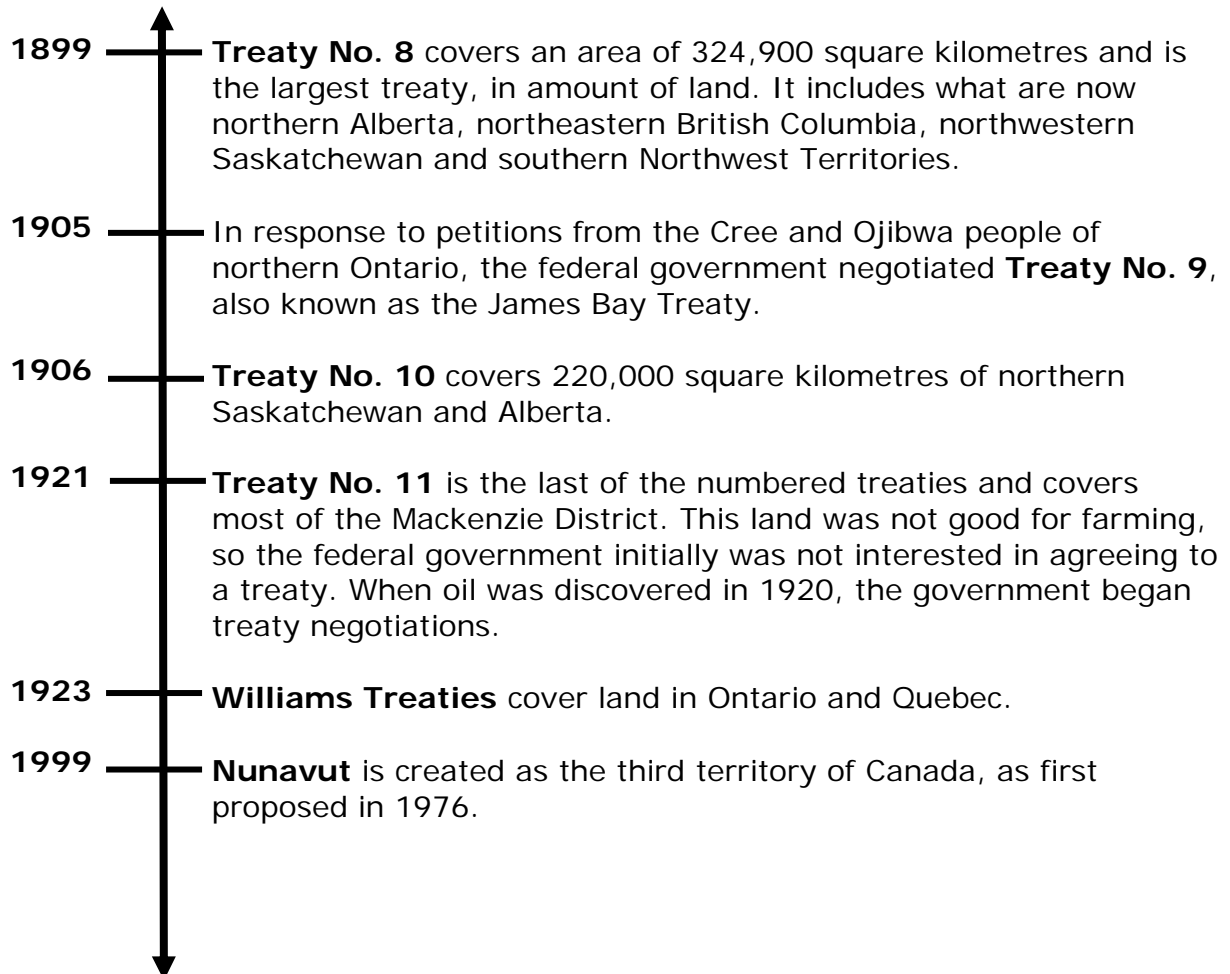 1899
Treaty No. 8 covers an area of 324,900 square kilometres and is
the largest treaty, in amount of land. It includes what are now
northern Alberta, northeastern British Columbia, northwestern
Saskatchewan and southern Northwest Territories.
1905
In response to petitions from the Cree and Ojibwa people of
northern Ontario, the federal government negotiated Treaty No. 9,
also known as the James Bay Treaty.
1906
Treaty No. 10 covers 220,000 square kilometres of northern
Saskatchewan and Alberta.
1921
Treaty No. 11 is the last of the numbered treaties and covers
most of the Mackenzie District. This land was not good for farming,
so the federal government initially was not interested in agreeing to
a treaty. When oil was discovered in 1920, the government began
treaty negotiations.
1923
Williams Treaties cover land in Ontario and Quebec.
1999
Nunavut is created as the third territory of Canada, as first
proposed in 1976.